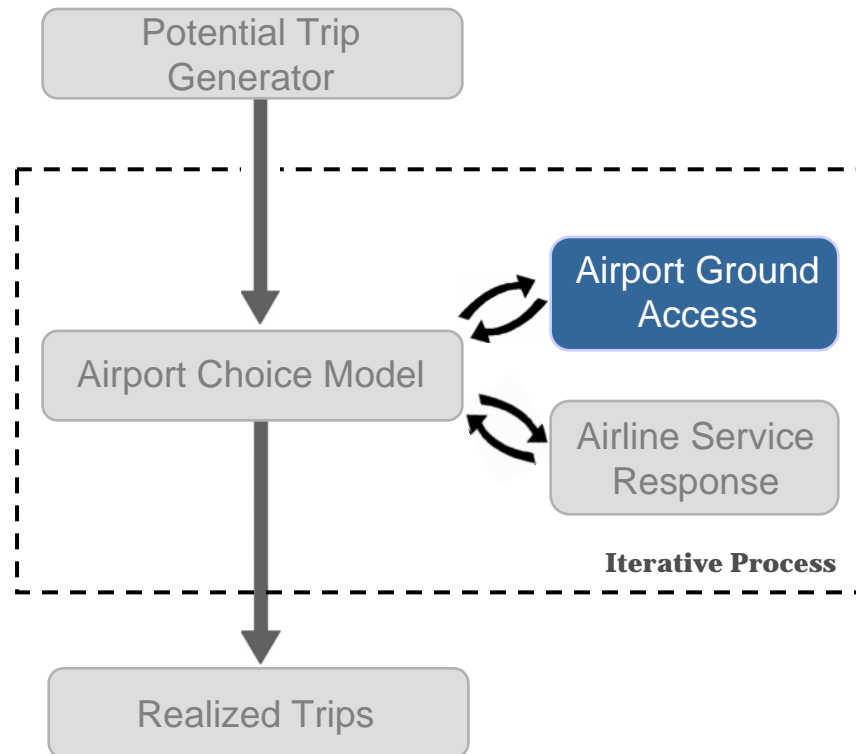 Potential Trip
Generator
Airport Ground
Access
Airport Choice Model
Airline Service
Response
Iterative Process
Realized Trips